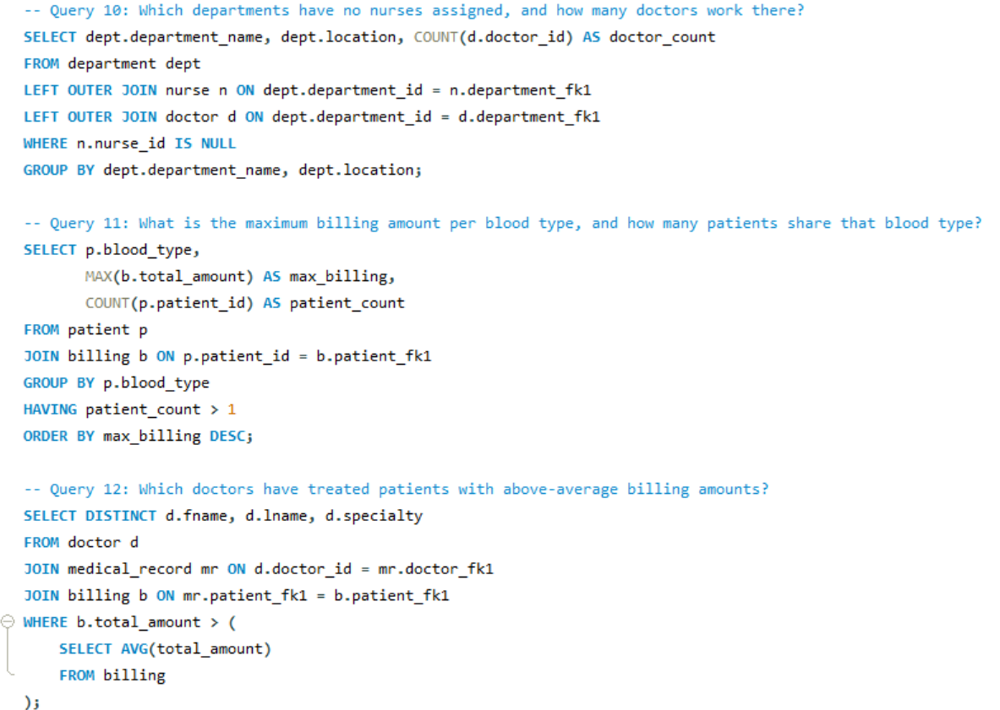 -- Query 10: Which departments have no nurses assigned, and how many doctors work there?
SELECT dept.department_name, dept.location, COUNT(d.doctor_id) AS doctor_count
FROM department dept
LEFT OUTER JOIN nurse n ON dept.department_id = n.department_fk1
LEFT OUTER JOIN doctor d ON dept.department_id = d.department_fk1
WHERE n.nurse_id IS NULL
GROUP BY dept.department_name, dept.location;

-- Query 11: What is the maximum billing amount per blood type, and how many patients share that blood type?
SELECT p.blood_type,
       MAX(b.total_amount) AS max_billing,
       COUNT(p.patient_id) AS patient_count
FROM patient p
JOIN billing b ON p.patient_id = b.patient_fk1
GROUP BY p.blood_type
HAVING patient_count > 1
ORDER BY max_billing DESC;

-- Query 12: Which doctors have treated patients with above-average billing amounts?
SELECT DISTINCT d.fname, d.lname, d.specialty
FROM doctor d
JOIN medical_record mr ON d.doctor_id = mr.doctor_fk1
JOIN billing b ON mr.patient_fk1 = b.patient_fk1
WHERE b.total_amount > (
    SELECT AVG(total_amount)
    FROM billing
);